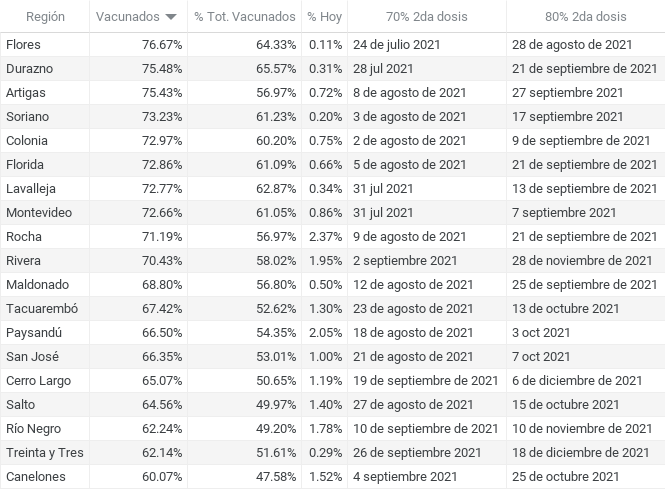 Región Vacunados % Tot. Vacunados % Hoy 70% 2da dosis 80% 2da dosis
Flores 76.67% 64.33% 0.11% 24 de julio 2021 28 de agosto de 2021
Durazno 75.48% 65.57% 0.31% 28 jul 2021 21 de septiembre de 2021
Artigas 75.43% 56.97% 0.72% 8 de agosto de 2021 27 septiembre 2021
Soriano 73.23% 61.23% 0.20% 3 de agosto de 2021 17 septiembre 2021
Colonia 72.97% 60.20% 0.75% 2 de agosto de 2021 9 de septiembre de 2021
Florida 72.86% 61.09% 0.66% 5 de agosto de 2021 21 de septiembre de 2021
Lavalleja 72.77% 62.87% 0.34% 31 jul 2021 13 de septiembre de 2021
Montevideo 72.66% 61.05% 0.86% 31 jul 2021 7 septiembre 2021
Rocha 71.19% 56.97% 2.37% 9 de agosto de 2021 21 de septiembre de 2021
Rivera 70.43% 58.02% 1.95% 2 septiembre 2021 28 de noviembre de 2021
Maldonado 68.80% 56.80% 0.50% 12 de agosto de 2021 25 de septiembre de 2021
Tacuarembó 67.42% 52.62% 1.30% 23 de agosto de 2021 13 de octubre 2021
Paysandú 66.50% 54.35% 2.05% 18 de agosto de 2021 3 oct 2021
San José 66.35% 53.01% 1.00% 21 de agosto de 2021 7 oct 2021
Cerro Largo 65.07% 50.65% 1.19% 19 de septiembre de 2021 6 de diciembre de 2021
Salto 64.56% 49.97% 1.40% 27 de agosto de 2021 15 de octubre 2021
Río Negro 62.24% 49.20% 1.78% 10 de septiembre de 2021 10 de noviembre de 2021
Treinta y Tres 62.14% 51.61% 0.29% 26 de septiembre de 2021 18 de diciembre de 2021
Canelones 60.07% 47.58% 1.52% 4 septiembre 2021 25 de octubre 2021